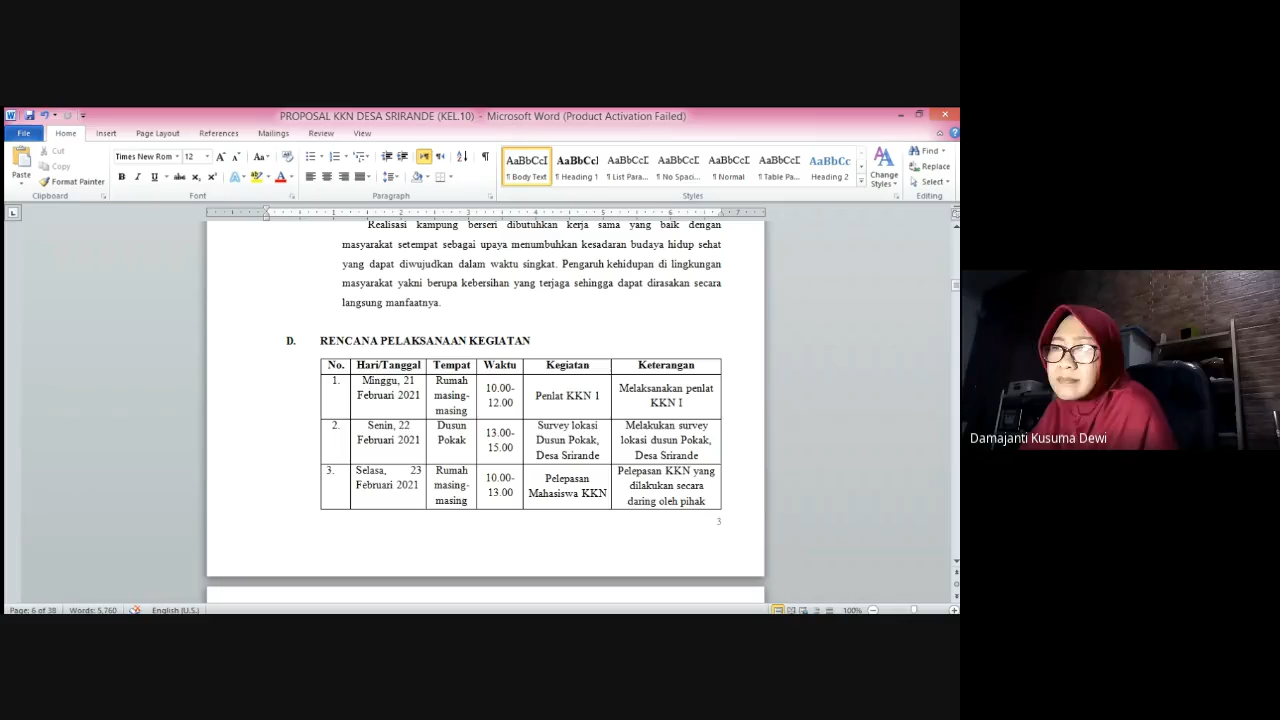 PROPOSAL KKN DESA SRIRANDE (KEL.10) - Microsoft Word (Product Activation Failed)
File Home Insert Page Layout References Mailings Review View
Cut
Copy
Format Painter
Paste
Clipboard
Times New Rom 12
Font
Paragraph
AaBbCcI AaBbCcl AaBbCcI AaBbCcI AaBbCcI AaBbCcI AaBbCc
¶ Body Text ¶ Heading 1 ¶ List Para... ¶ No Spaci... ¶ Normal ¶ Table Pa... Heading 2
Change
Styles
Styles
Find
Replace
Select
Editing
Realisasi kampung berseri dibutuhkan kerja sama yang baik dengan
masyarakat setempat sebagai upaya menumbuhkan kesadaran budaya hidup sehat
yang dapat diwujudkan dalam waktu singkat. Pengaruh kehidupan di lingkungan
masyarakat yakni berupa kebersihan yang terjaga sehingga dapat dirasakan secara
langsung manfaatnya.
D. RENCANA PELAKSANAAN KEGIATAN
No. Hari/Tanggal Tempat Waktu Kegiatan Keterangan
1. Minggu, 21 Februari 2021 Rumah masing-masing 10.00-12.00 Penlat KKN 1 Melaksanakan penlat KKN I
2. Senin, 22 Februari 2021 Dusun Pokak 13.00-15.00 Survey lokasi Dusun Pokak, Desa Srirande Melakukan survey lokasi dusun Pokak, Desa Srirande
3. Selasa, 23 Februari 2021 Rumah masing-masing 10.00-13.00 Pelepasan Mahasiswa KKN Pelepasan KKN yang dilakukan secara daring oleh pihak
3
Page: 6 of 38 Words: 5,760 English (U.S.) 100%
Damajanti Kusuma Dewi